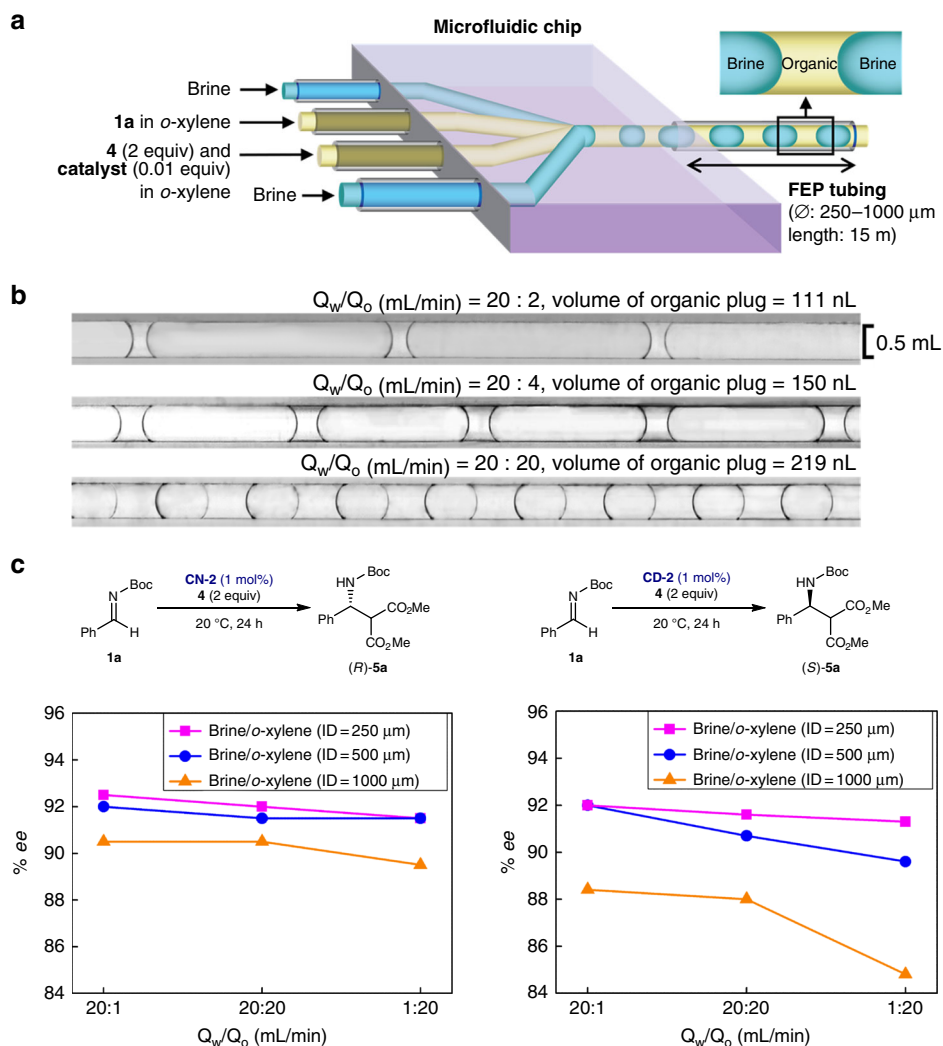 a
Microfluidic chip
Brine
1a in o-xylene
4 (2 equiv) and
catalyst (0.01 equiv)
in o-xylene
Brine
Brine Organic Brine
FEP tubing
(∅: 250–1000 μm
length: 15 m)
b
Qw/Qo (mL/min) = 20 : 2, volume of organic plug = 111 nL
0.5 mL
Qw/Qo (mL/min) = 20 : 4, volume of organic plug = 150 nL
Qw/Qo (mL/min) = 20 : 20, volume of organic plug = 219 nL
c
N Boc
Ph H
1a
CN-2 (1 mol%)
4 (2 equiv)
20 °C, 24 h
HN Boc
Ph CO2Me
CO2Me
(R)-5a
N Boc
Ph H
1a
CD-2 (1 mol%)
4 (2 equiv)
20 °C, 24 h
HN Boc
Ph CO2Me
CO2Me
(S)-5a
96
94
92
90
88
86
84
% ee
Brine/o-xylene (ID = 250 μm)
Brine/o-xylene (ID = 500 μm)
Brine/o-xylene (ID = 1000 μm)
20:1 20:20 1:20
Qw/Qo (mL/min)
96
94
92
90
88
86
84
% ee
Brine/o-xylene (ID = 250 μm)
Brine/o-xylene (ID = 500 μm)
Brine/o-xylene (ID = 1000 μm)
20:1 20:20 1:20
Qw/Qo (mL/min)